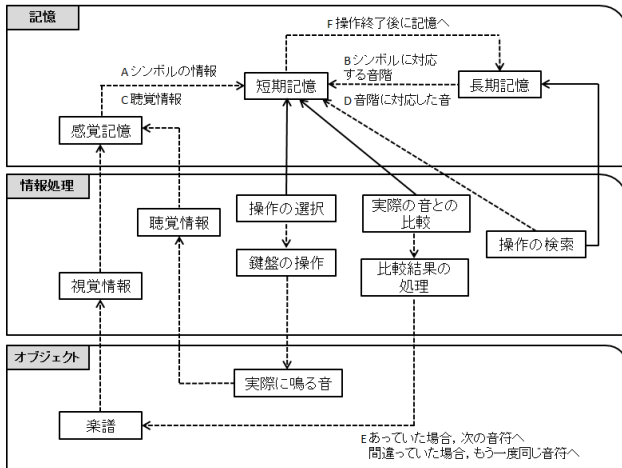 記憶
F 操作終了後に記憶へ
A シンボルの情報
B シンボルに対応
する音階
短期記憶
長期記憶
C 聴覚情報
D 音階に対応した音
感覚記憶
情報処理
聴覚情報
操作の選択
実際の音との
比較
操作の検索
鍵盤の操作
比較結果の
処理
視覚情報
オブジェクト
実際に鳴る音
楽譜
E あっていた場合, 次の音符へ
間違っていた場合, もう一度同じ音符へ